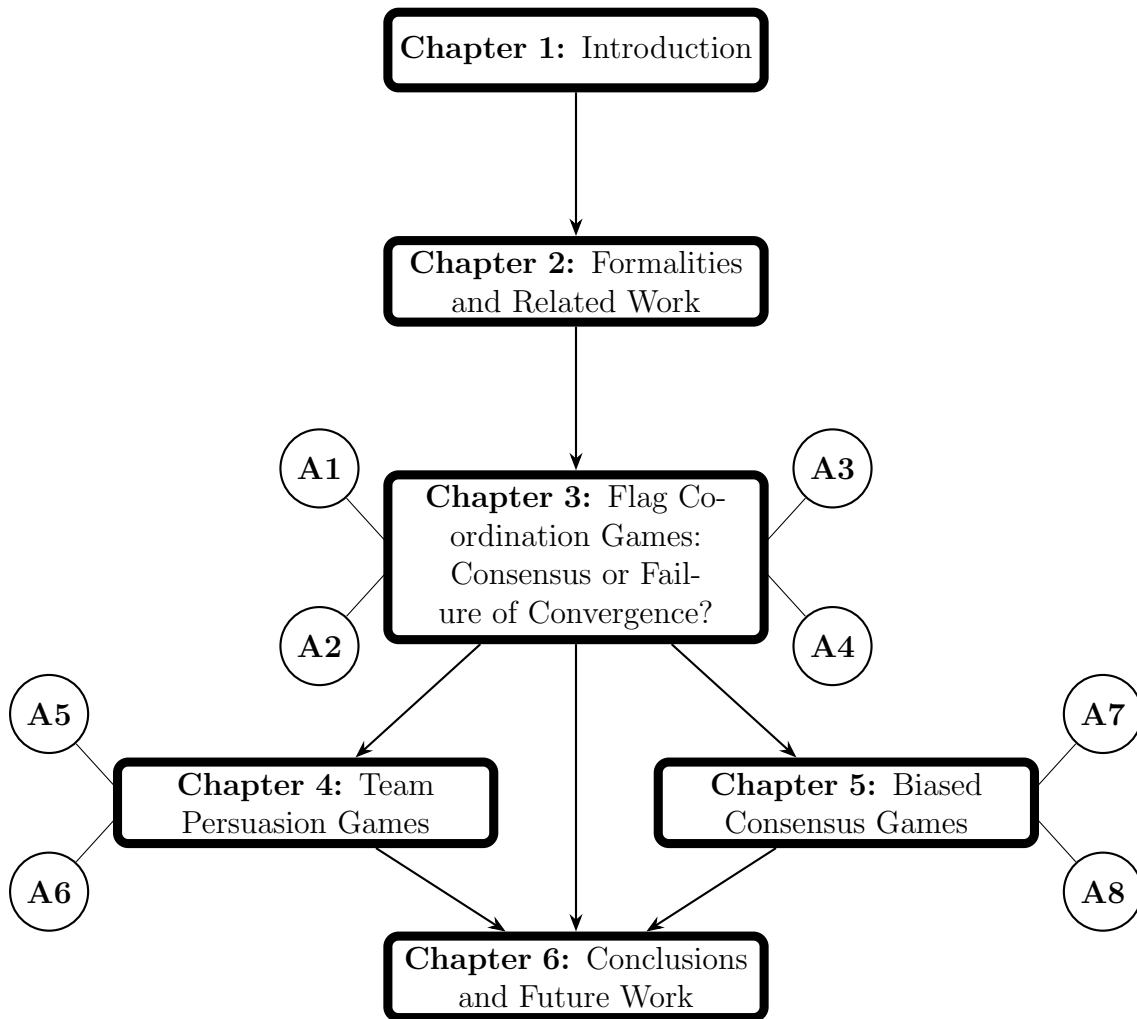 Chapter 1: Introduction
Chapter 2: Formalities
and Related Work
A1
A3
Chapter 3: Flag Co-
ordination Games:
Consensus or Fail-
ure of Convergence?
A2
A4
A5
A7
Chapter 4: Team
Persuasion Games
Chapter 5: Biased
Consensus Games
A6
A8
Chapter 6: Conclusions
and Future Work